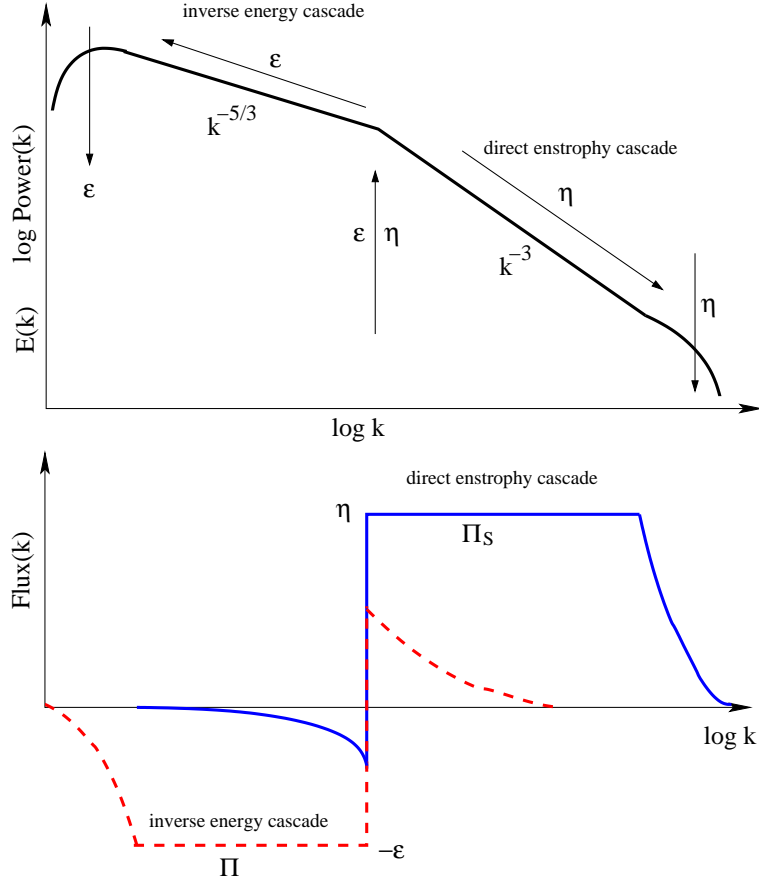 inverse energy cascade
ε
k^{-5/3}
direct enstrophy cascade
η
ε
ε η
k^{-3}
η
log Power(k)
E(k)
log k
direct enstrophy cascade
η
Π_S
Flux(k)
log k
inverse energy cascade
−ε
Π